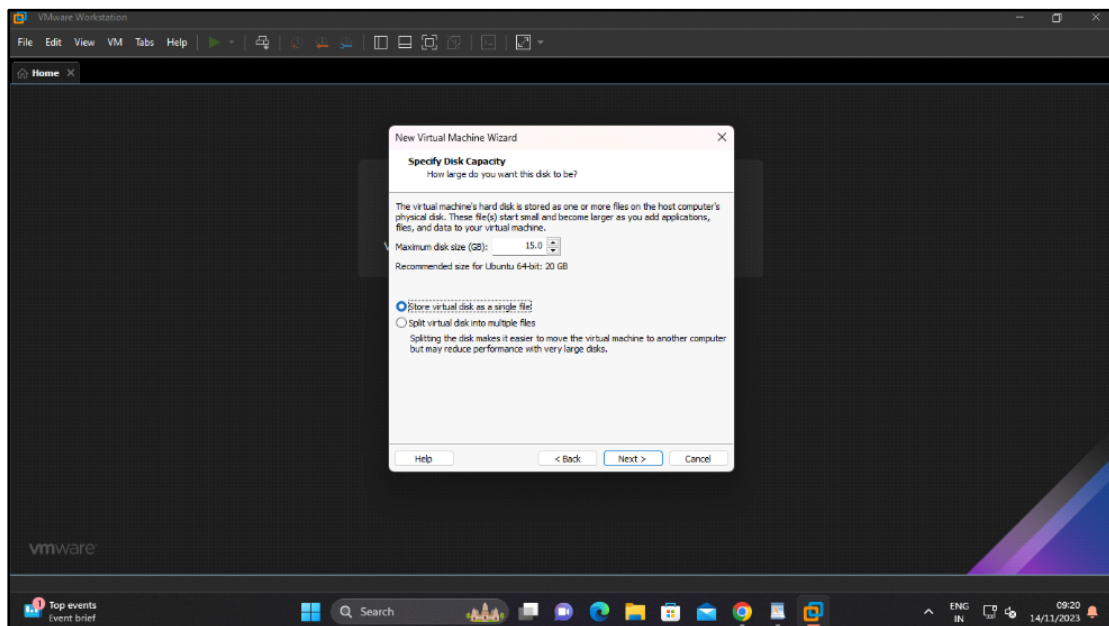 VMware Workstation
File Edit View VM Tabs Help
Home
New Virtual Machine Wizard
Specify Disk Capacity
How large do you want this disk to be?
The virtual machine's hard disk is stored as one or more files on the host computer's
physical disk. These file(s) start small and become larger as you add applications,
files, and data to your virtual machine.
Maximum disk size (GB): 15.0
Recommended size for Ubuntu 64-bit: 20 GB
Store virtual disk as a single file
Split virtual disk into multiple files
Splitting the disk makes it easier to move the virtual machine to another computer
but may reduce performance with very large disks.
Help < Back Next > Cancel
vmware
1
Top events
Event brief
Search
ENG
IN
09:20
14/11/2023